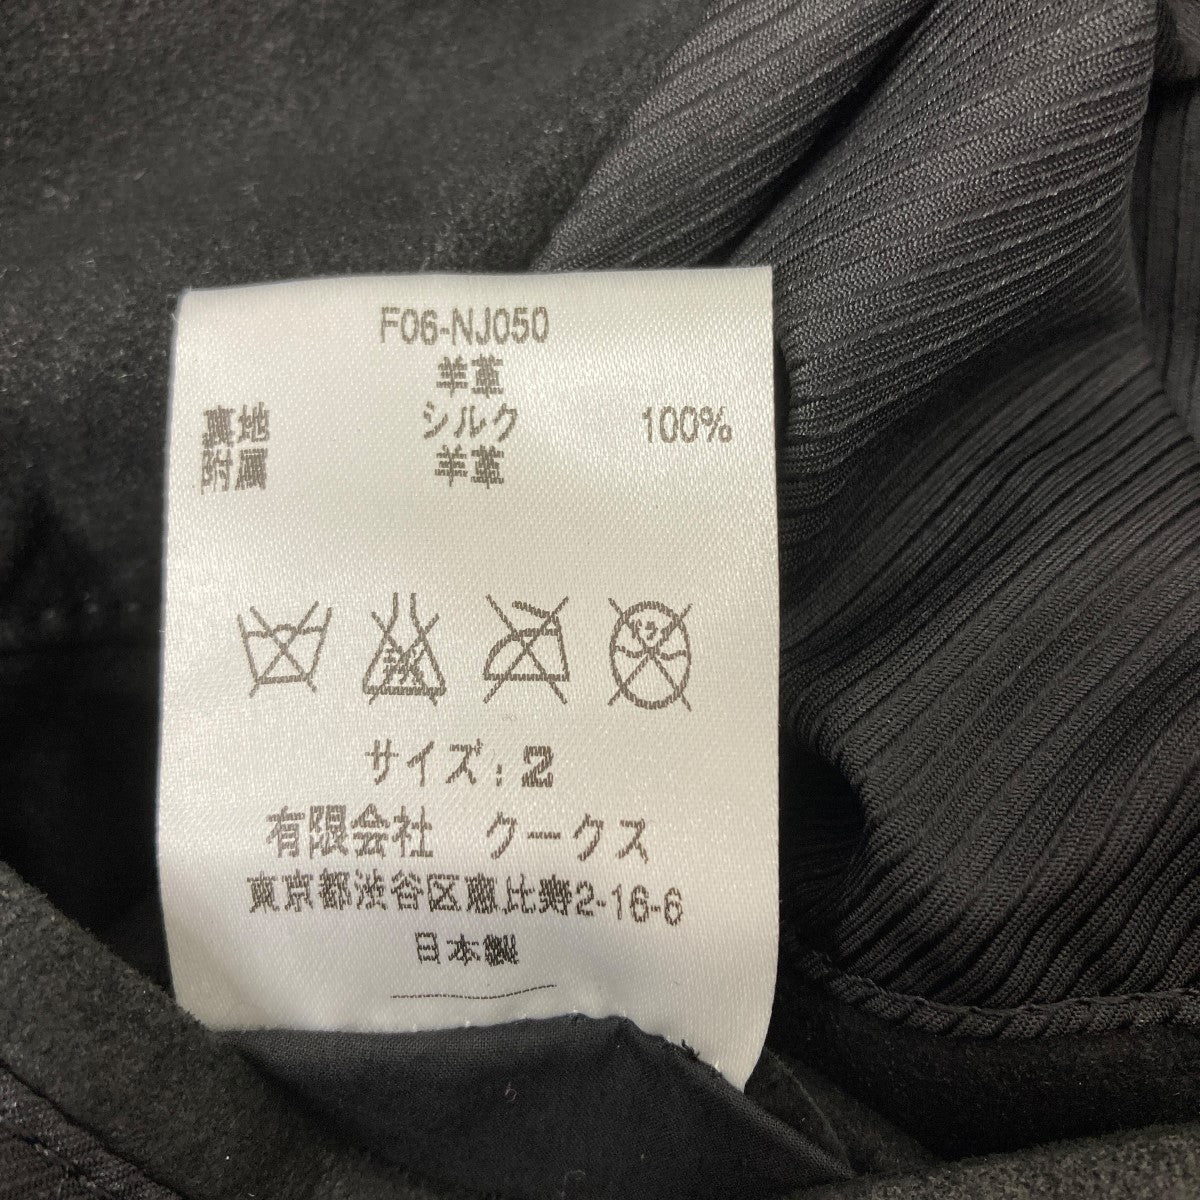 F06-NJ050
羊革
裏地 シルク 100%
附属 羊革
サイズ:2
有限会社 クークス
東京都渋谷区恵比寿2-16-6
日本製